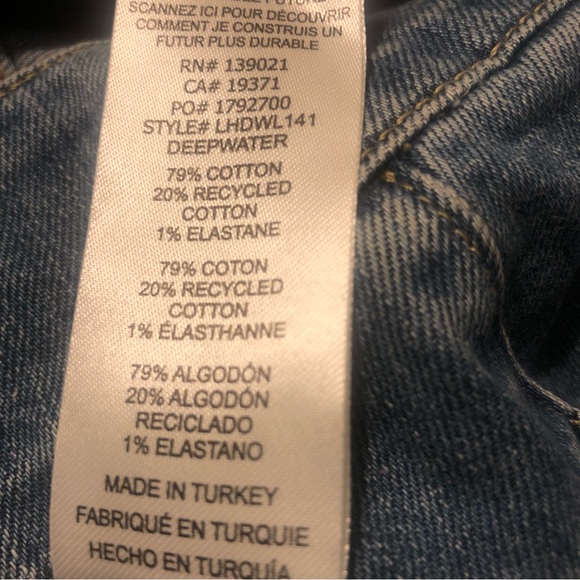 SCANNEZ ICI POUR DÉCOUVRIR
COMMENT JE CONSTRUIS UN
FUTUR PLUS DURABLE
RN# 139021
CA# 19371
PO# 1792700
STYLE# LHDWL141
DEEPWATER
79% COTTON
20% RECYCLED
COTTON
1% ELASTANE
79% COTON
20% RECYCLED
COTTON
1% ÉLASTHANNE
79% ALGODÓN
20% ALGODÓN
RECICLADO
1% ELASTANO
MADE IN TURKEY
FABRIQUÉ EN TURQUIE
HECHO EN TURQUÍA